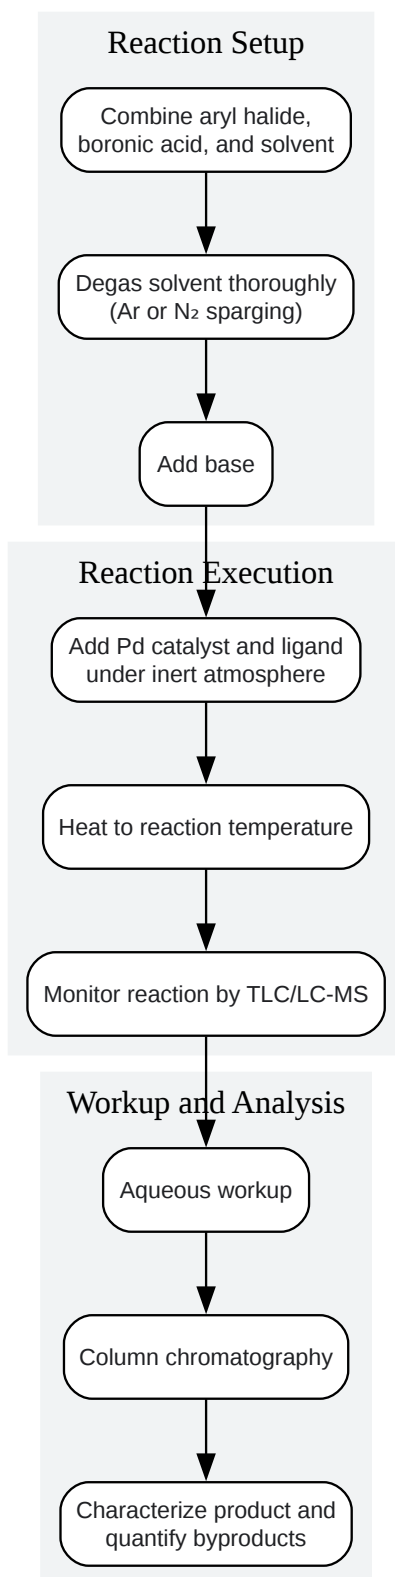 Reaction Setup
Combine aryl halide,
boronic acid, and solvent
Degas solvent thoroughly
(Ar or N₂ sparging)
Add base
Reaction Execution
Add Pd catalyst and ligand
under inert atmosphere
Heat to reaction temperature
Monitor reaction by TLC/LC-MS
Workup and Analysis
Aqueous workup
Column chromatography
Characterize product and
quantify byproducts